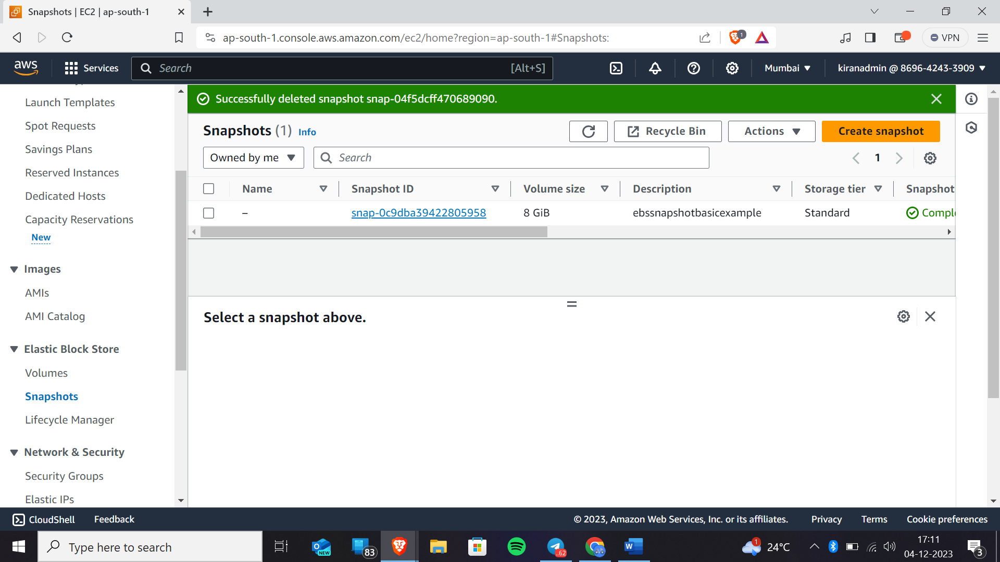 Snapshots | EC2 | ap-south-1
ap-south-1.console.aws.amazon.com/ec2/home?region=ap-south-1#Snapshots:
1
VPN
aws
Services
Search
[Alt+S]
Mumbai
kiranadmin @ 8696-4243-3909
Launch Templates
Spot Requests
Savings Plans
Reserved Instances
Dedicated Hosts
Capacity Reservations
New
Images
AMIs
AMI Catalog
Elastic Block Store
Volumes
Snapshots
Lifecycle Manager
Network & Security
Security Groups
Elastic IPs
Successfully deleted snapshot snap-04f5dcff470689090.
Snapshots (1) Info
Recycle Bin
Actions
Create snapshot
Owned by me
Search
1
Name Snapshot ID Volume size Description Storage tier Snapshot
– snap-0c9dba39422805958 8 GiB ebssnapshotbasicexample Standard Comple
Select a snapshot above.
CloudShell Feedback © 2023, Amazon Web Services, Inc. or its affiliates. Privacy Terms Cookie preferences
Type here to search
O
NEW
83
..62
W
1
24°C
17:11
04-12-2023
3